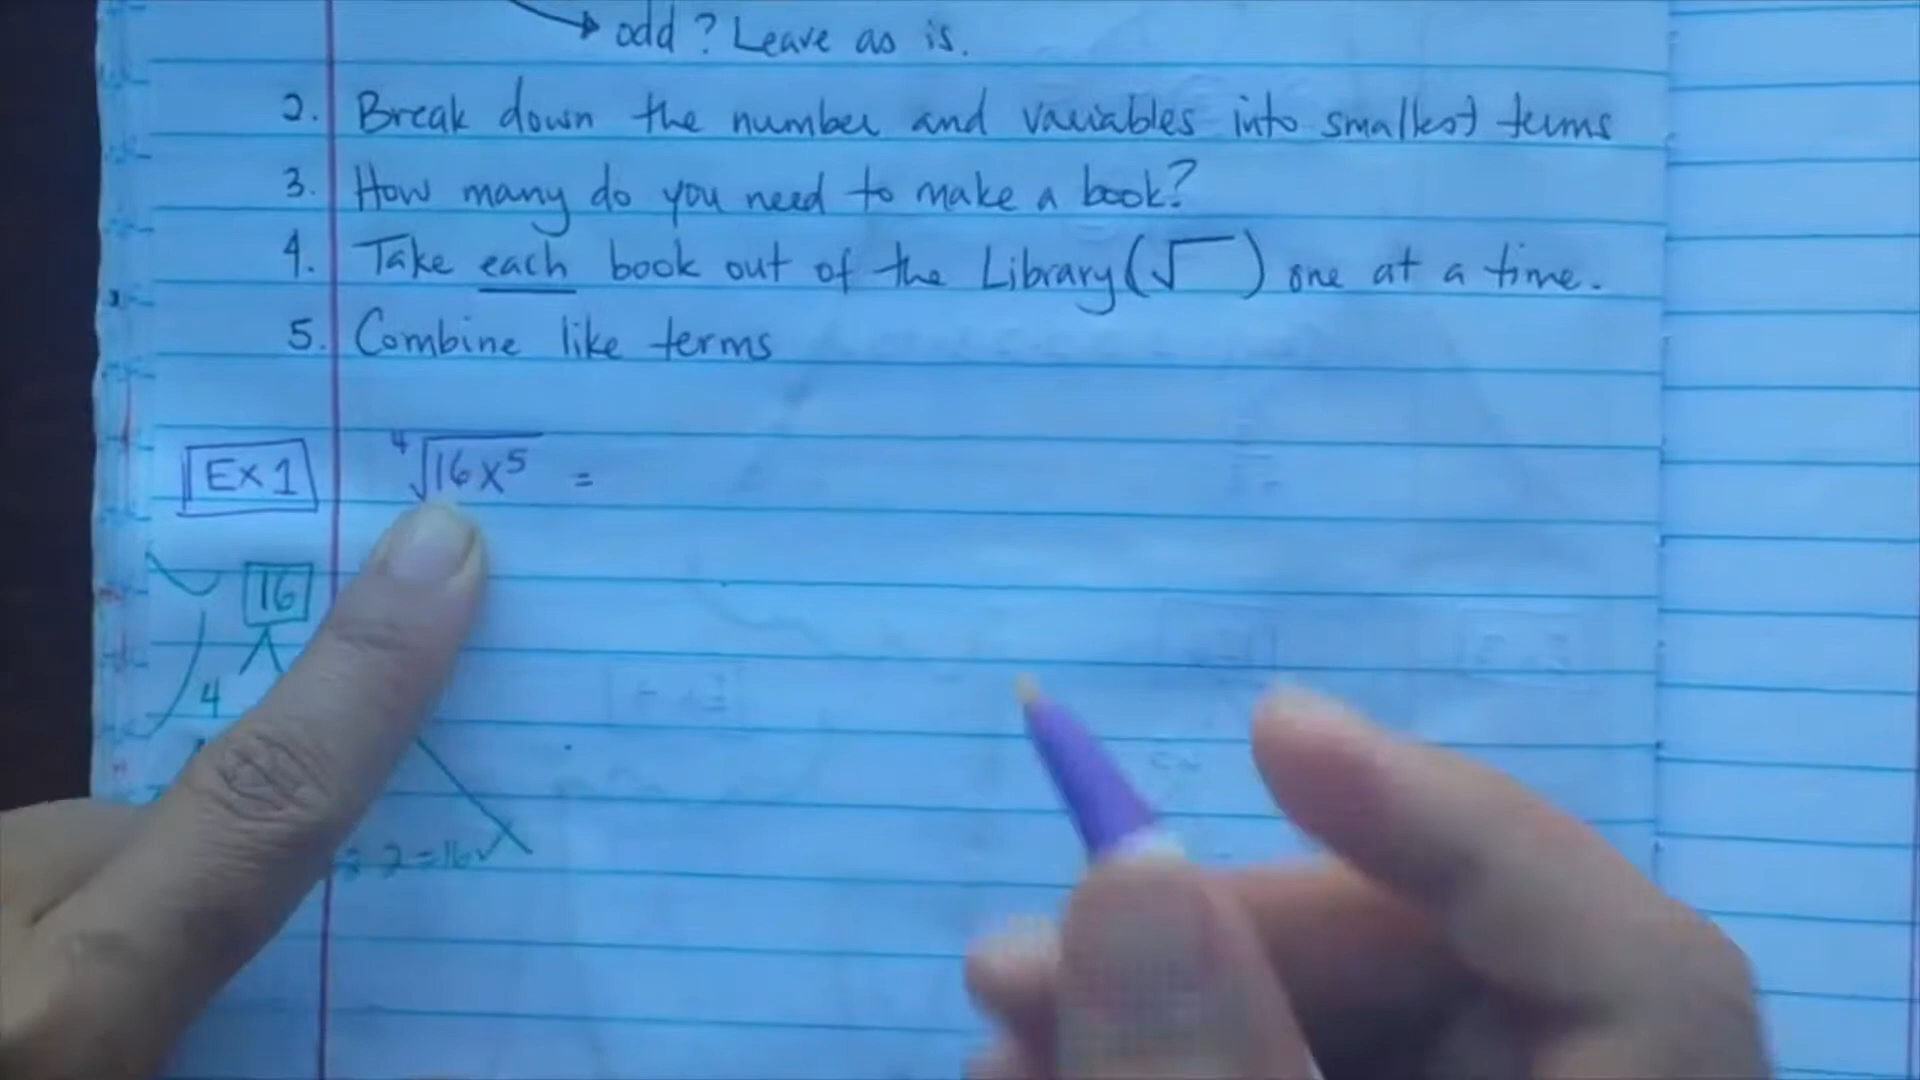 odd? Leave as is.
2. Break down the number and variables into smallest terms
3. How many do you need to make a book?
4. Take each book out of the Library (√ ) one at a time.
5. Combine like terms
Ex 1 ⁴√16x⁵ =
16
4
2 = 16 ✓